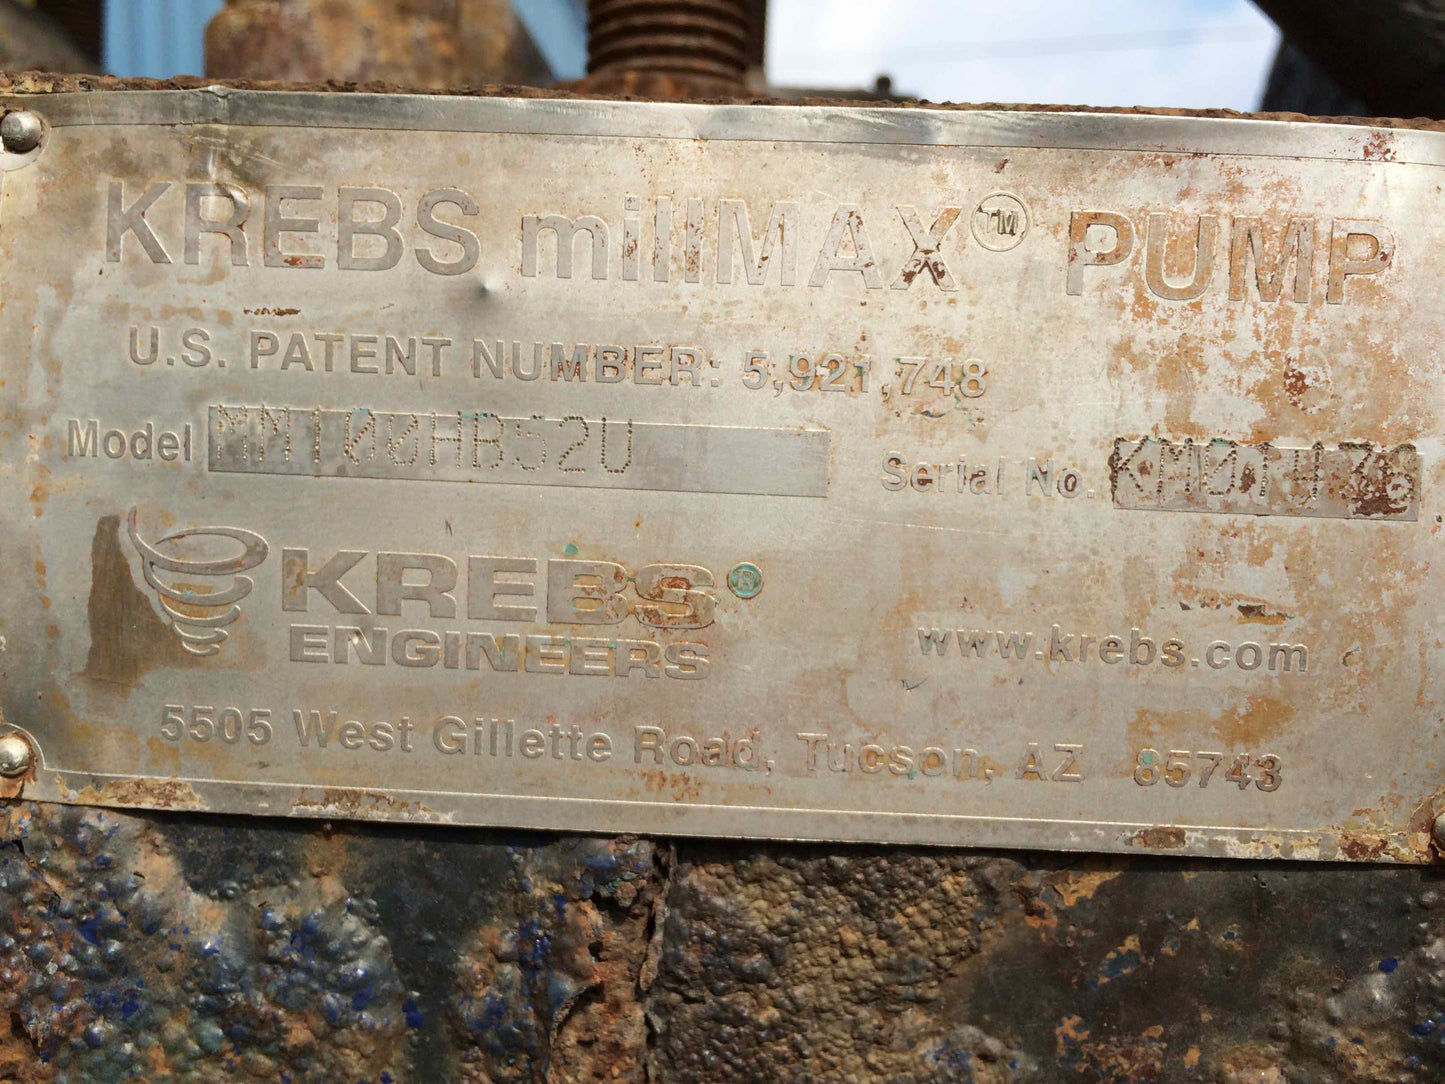 KREBS millMAX™ PUMP
U.S. PATENT NUMBER: 5,921,748
Model MM100HB52U
Serial No.
KREBS®
ENGINEERS
www.krebs.com
5505 West Gillette Road, Tucson, AZ 85743